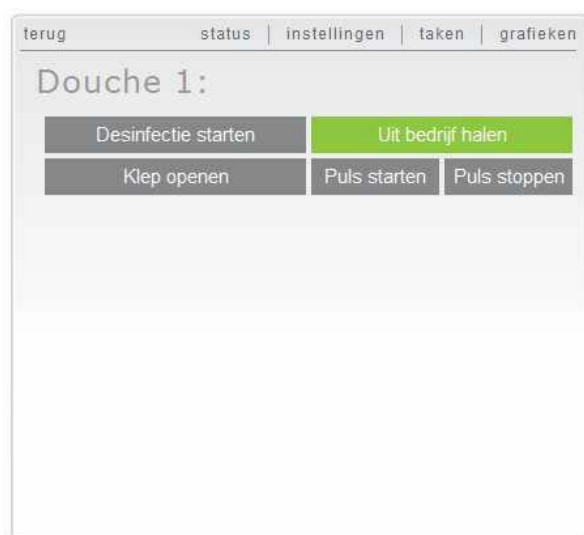 terug status | instellingen | taken | grafieken
Douche 1:
Desinfectie starten Uit bedrijf halen
Klep openen Puls starten Puls stoppen